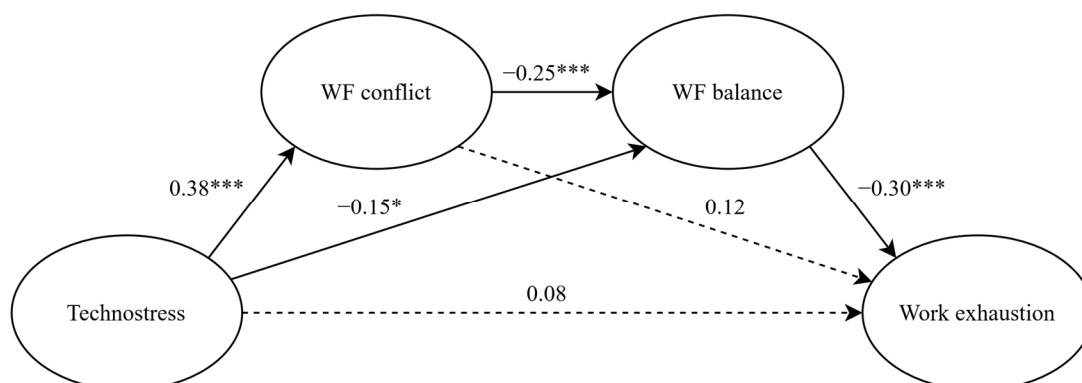 WF conflict
−0.25***
WF balance
0.38***
−0.15*
0.12
−0.30***
Technostress
0.08
Work exhaustion